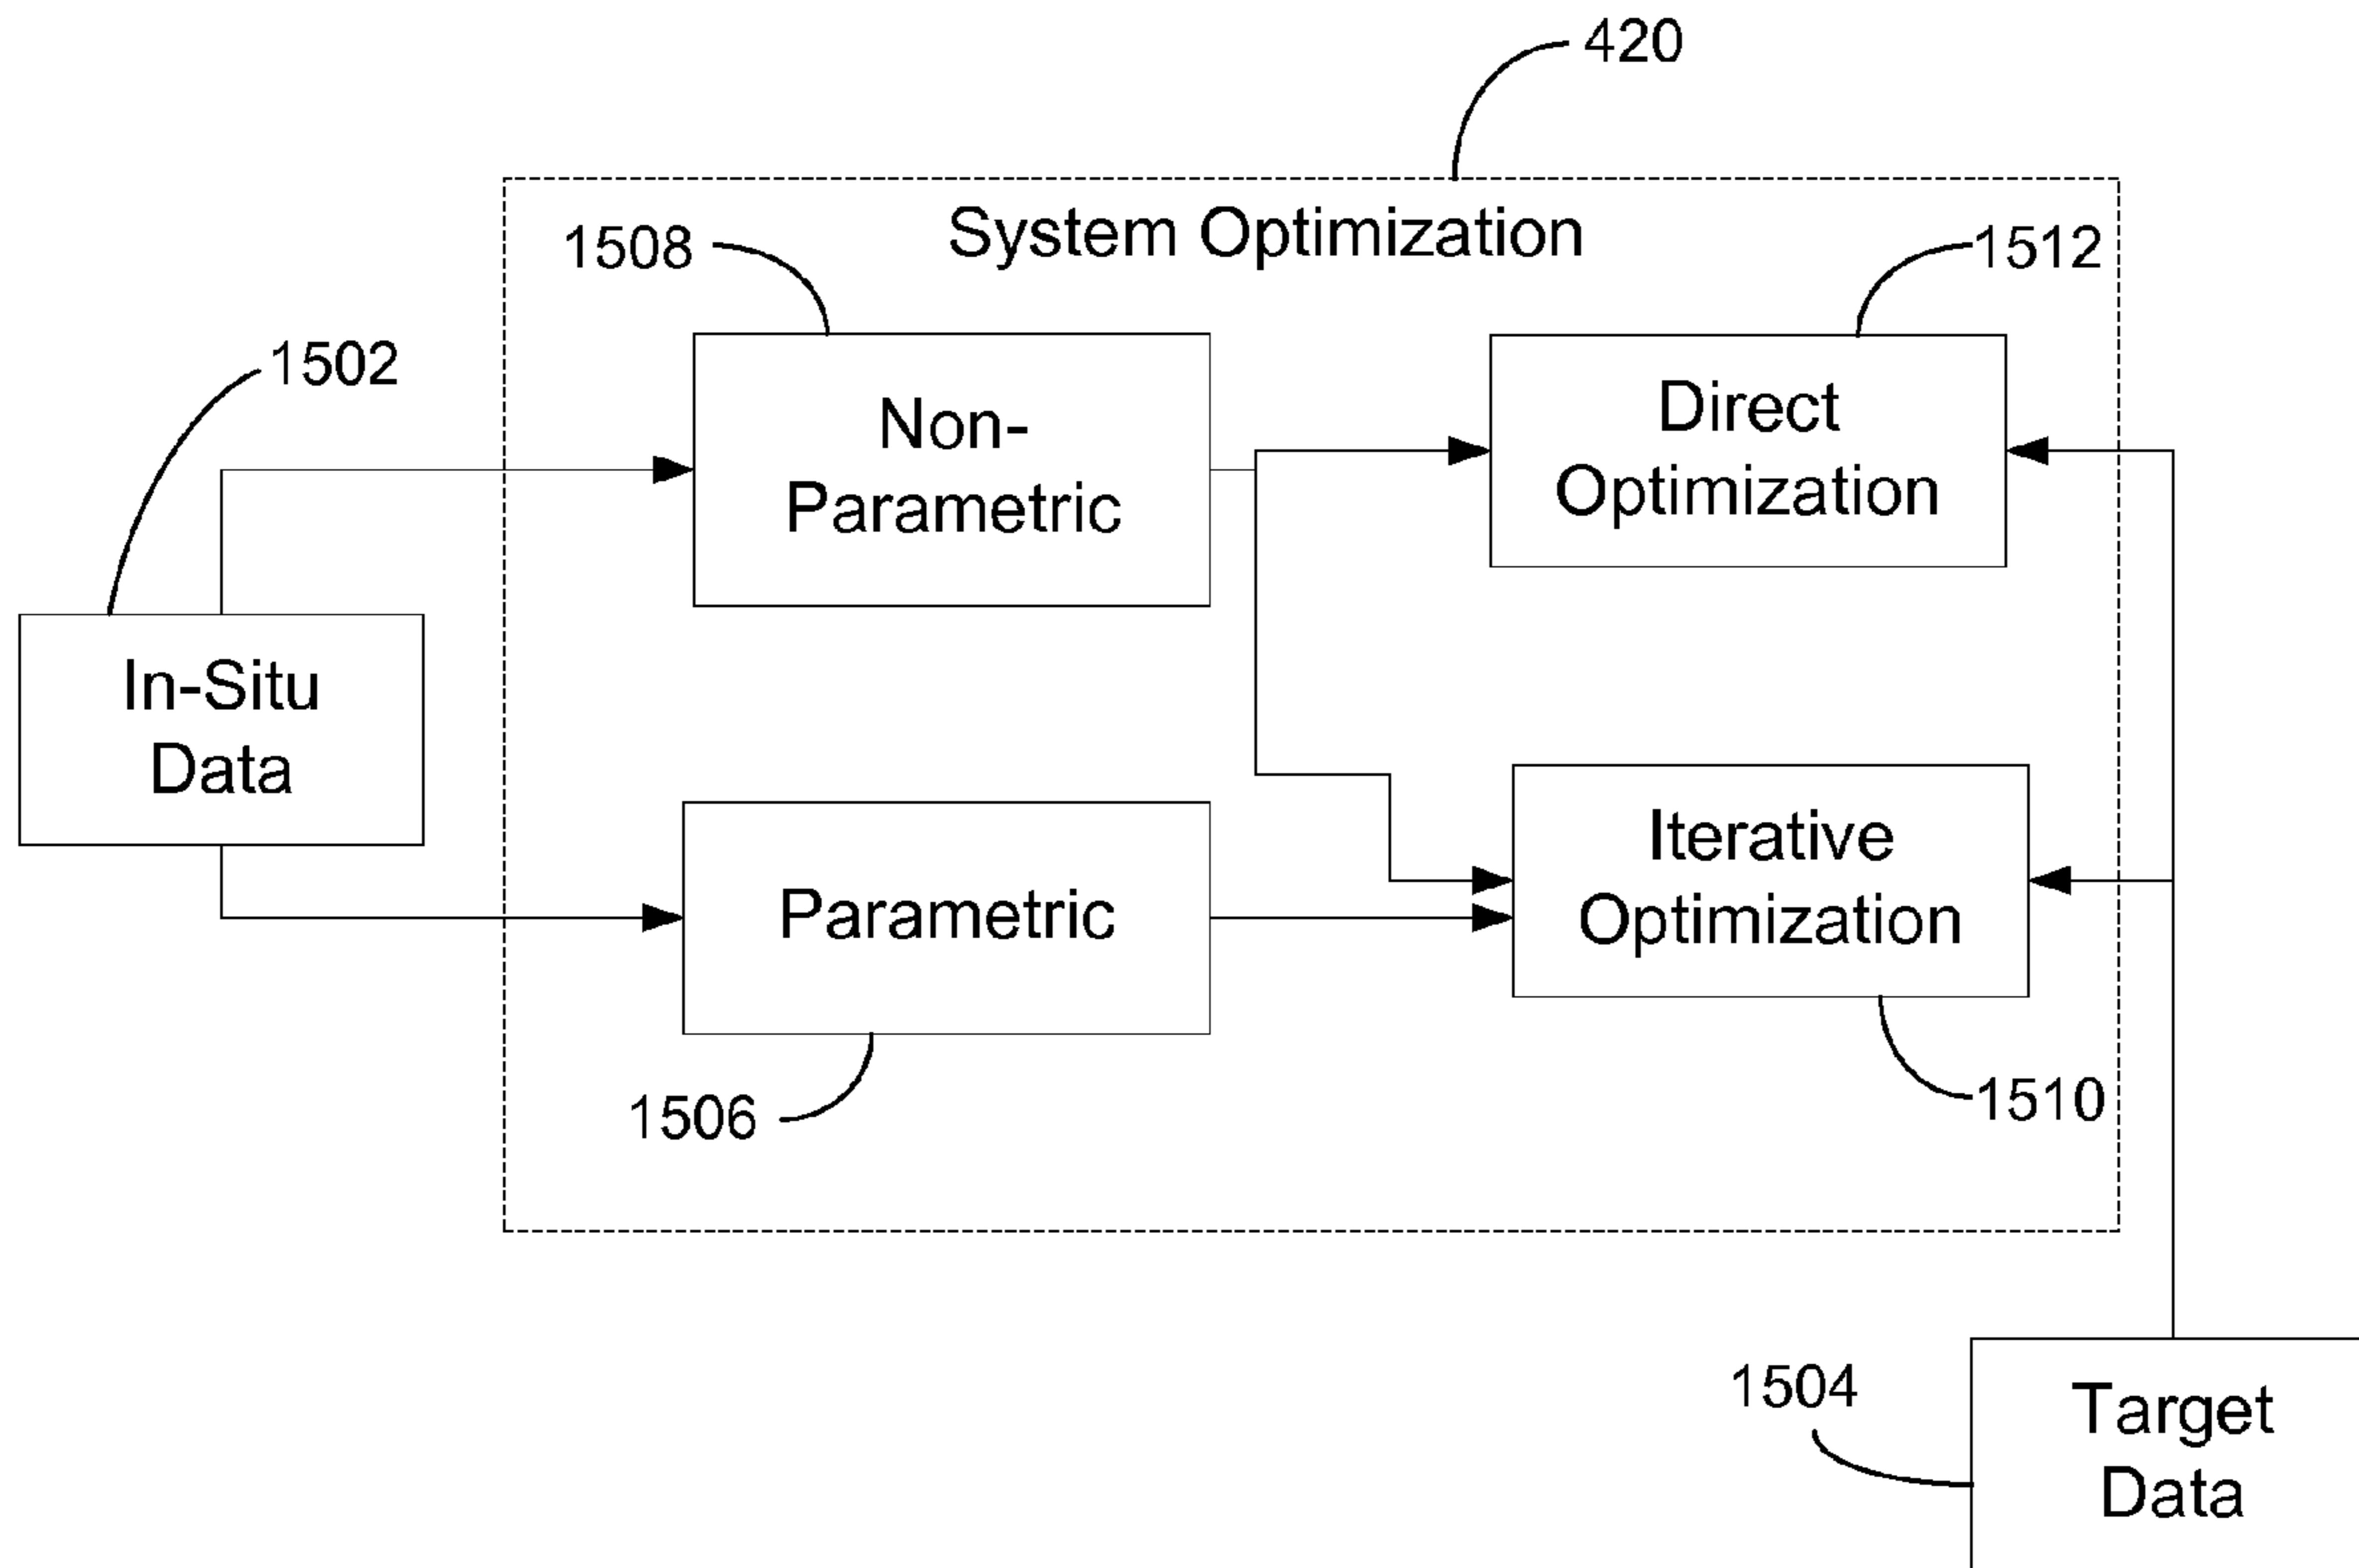 420
System Optimization
1508
1512
1502
Non-
Parametric
Direct
Optimization
In-Situ
Data
Iterative
Optimization
Parametric
1506
1510
1504
Target
Data